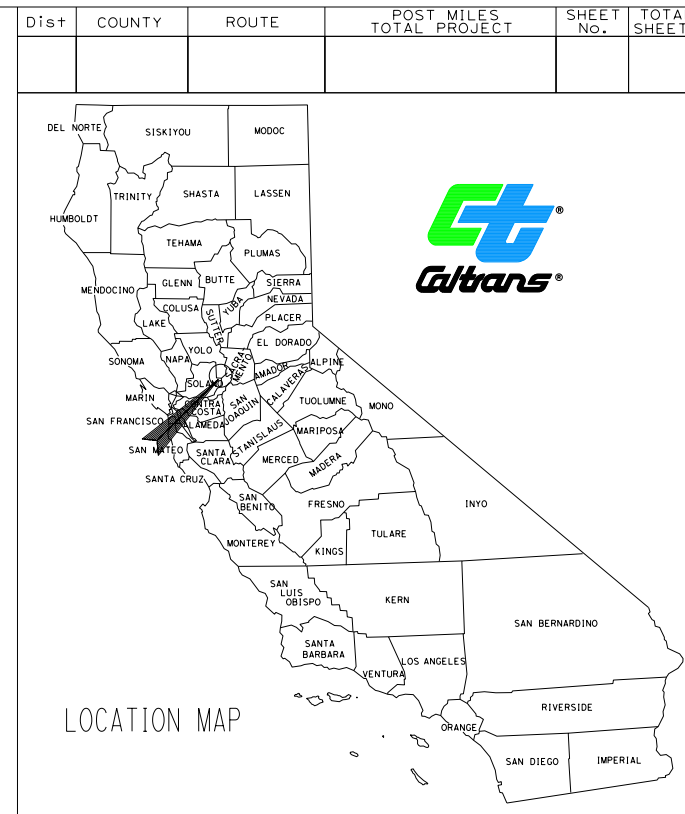 Dist COUNTY ROUTE POST MILES TOTAL PROJECT SHEET No. TOTA SHEET
DEL NORTE
SISKIYOU
MODOC
HUMBOLDT
TRINITY
SHASTA
LASSEN
TEHAMA
PLUMAS
MENDOCINO
GLENN
BUTTE
SIERRA
NEVADA
YUBA
COLUSA
SUTTER
PLACER
LAKE
EL DORADO
YOLO
SONOMA
NAPA
SACRA
MENTO
ALPINE
AMADOR
SOLANO
CALAVERAS
MARIN
CONTRA
COSTA
SAN
JOAQUIN
TUOLUMNE
MONO
SAN FRANCISCO
ALAMEDA
STANISLAUS
MARIPOSA
SAN MATEO
SANTA
CLARA
MERCED
MADERA
SANTA CRUZ
SAN
BENITO
FRESNO
INYO
MONTEREY
KINGS
TULARE
SAN
LUIS
OBISPO
KERN
SAN BERNARDINO
SANTA
BARBARA
VENTURA
LOS ANGELES
ORANGE
RIVERSIDE
SAN DIEGO
IMPERIAL
ct®
Caltrans®
LOCATION MAP